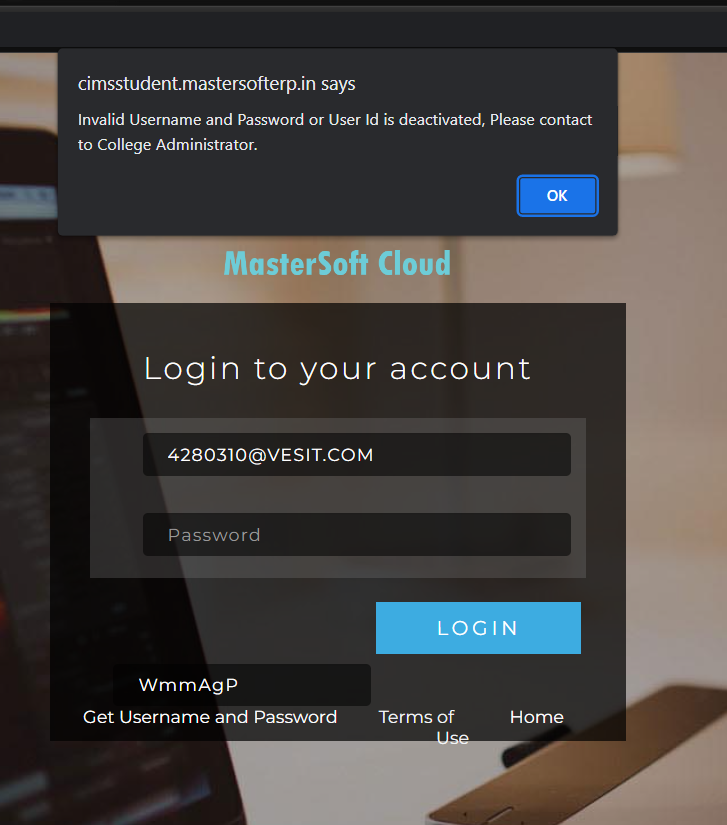 cimsstudent.mastersofterp.in says
Invalid Username and Password or User Id is deactivated, Please contact
to College Administrator.
OK
MasterSoft Cloud
Login to your account
4280310@VESIT.COM
Password
LOGIN
WmmAgP
Get Username and Password Terms of Home
Use